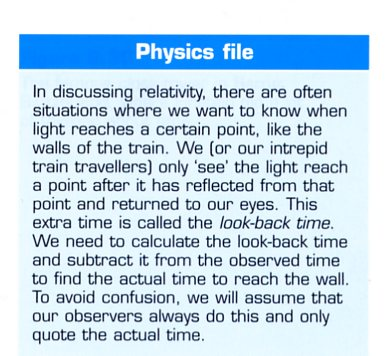 Physics file
In discussing relativity, there are often
situations where we want to know when
light reaches a certain point, like the
walls of the train. We (or our intrepid
train travellers) only ‘see’ the light reach
a point after it has reflected from that
point and returned to our eyes. This
extra time is called the look-back time.
We need to calculate the look-back time
and subtract it from the observed time
to find the actual time to reach the wall.
To avoid confusion, we will assume that
our observers always do this and only
quote the actual time.